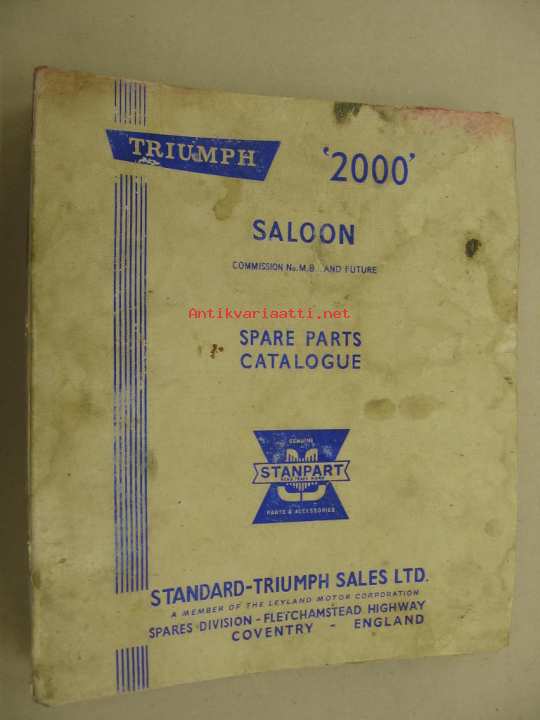 TRIUMPH '2000'
SALOON
COMMISSION No. M.B. AND FUTURE
Antikvariaatti.net
SPARE PARTS
CATALOGUE
GENUINE
STANPART
PARTS & ACCESSORIES
STANDARD-TRIUMPH SALES LTD.
A MEMBER OF THE LEYLAND MOTOR CORPORATION
SPARES DIVISION - FLETCHAMSTEAD HIGHWAY
COVENTRY - ENGLAND